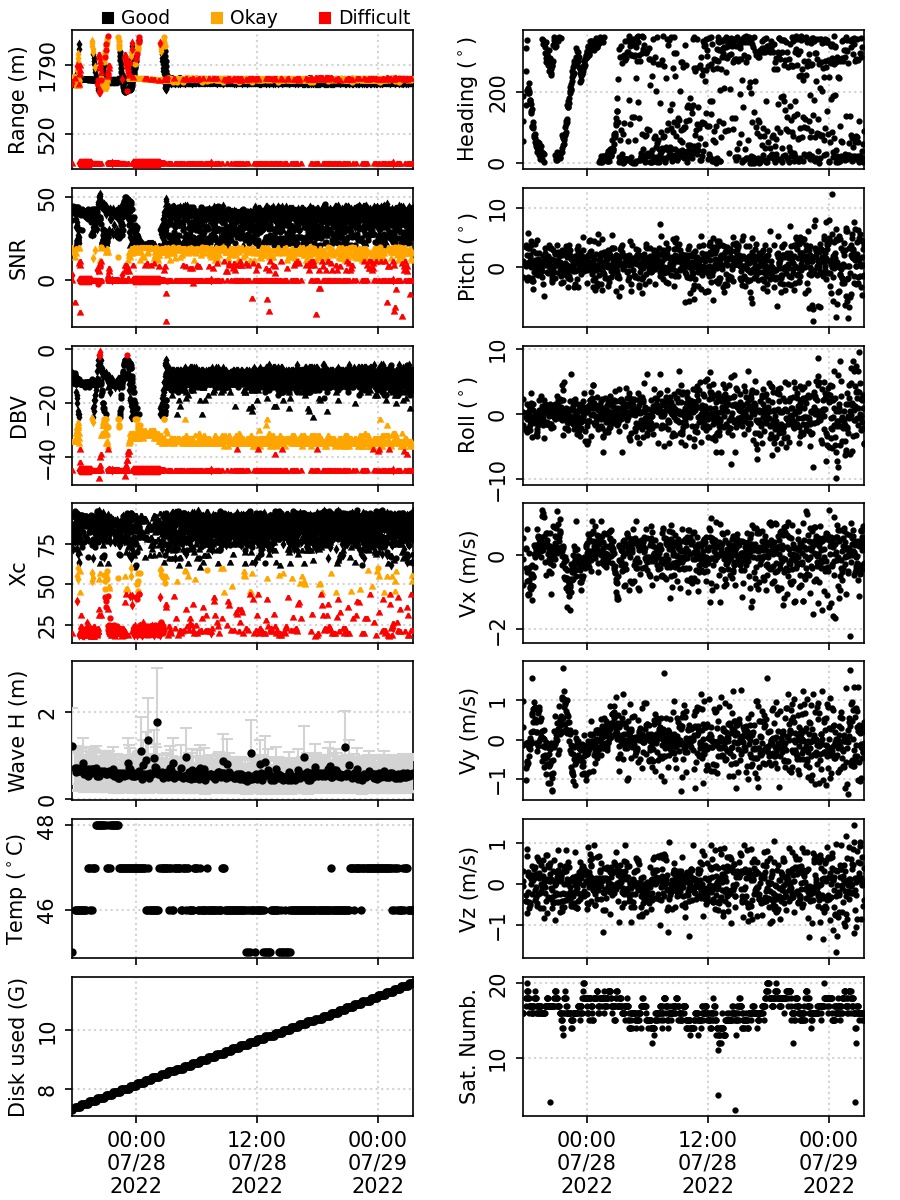 Good Okay Difficult
Range (m)
1790
520
Heading (°)
200
0
SNR
50
0
Pitch (°)
10
0
DBV
0
−20
−40
Roll (°)
10
0
−10
Xc
75
50
25
Vx (m/s)
0
−2
Wave H (m)
2
0
Vy (m/s)
1
0
−1
Temp (°C)
48
46
Vz (m/s)
1
0
−1
Disk used (G)
10
8
Sat. Numb.
20
10
00:00 12:00 00:00 00:00 12:00 00:00
07/28 07/28 07/29 07/28 07/28 07/29
2022 2022 2022 2022 2022 2022